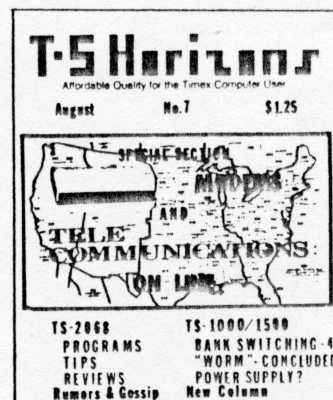 T·S Horizons
Affordable Quality for the Timex Computer User
August No.7 $1.25
SPECIAL SECTION
MODEMS
AND
TELE
COMMUNICATIONS
ON LINE
TS-2068 TS-1000/1500
PROGRAMS BANK SWITCHING-4
TIPS "WORM"-CONCLUDED
REVIEWS POWER SUPPLY?
Rumors & Gossip New Column